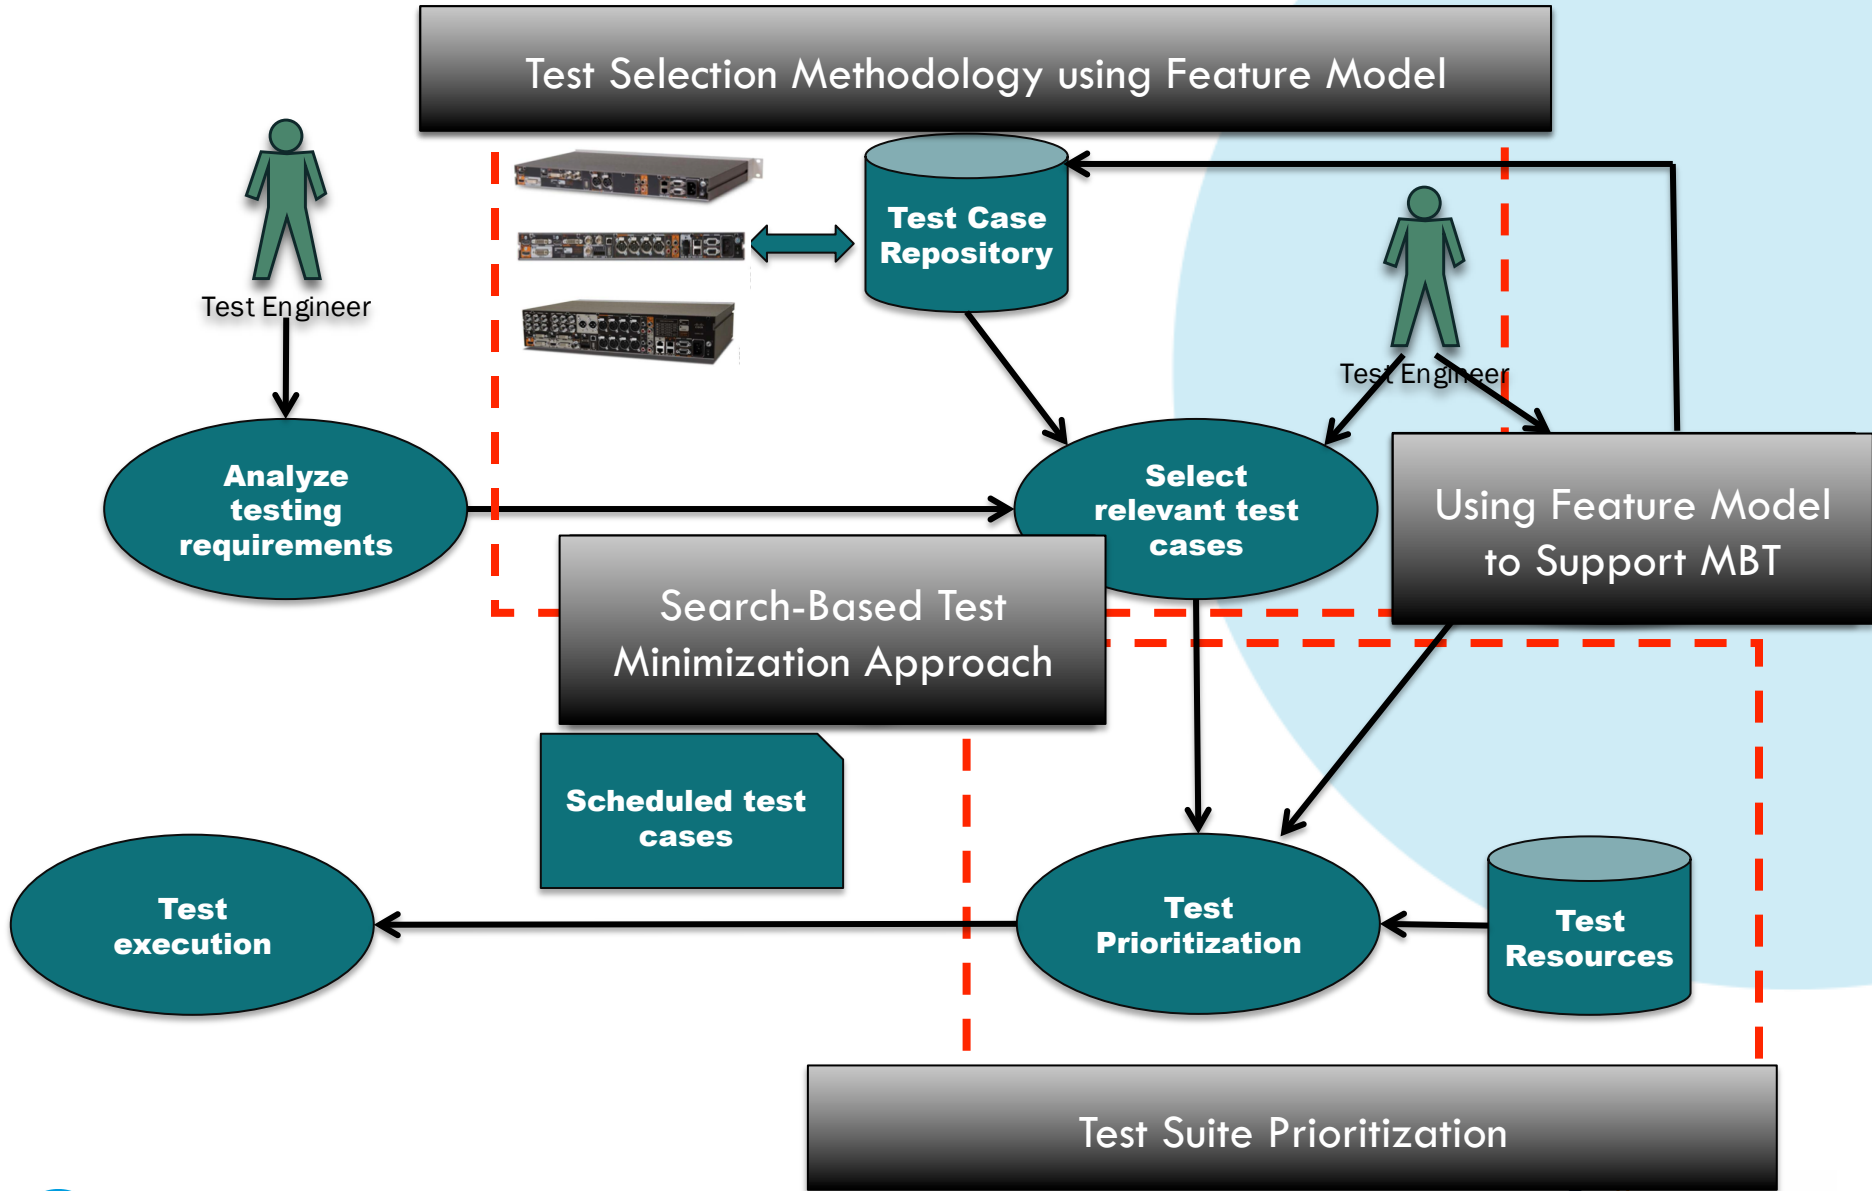 Test Selection Methodology using Feature Model
Test Case
Repository
Test Engineer
Test Engineer
Analyze
testing
requirements
Select
relevant test
cases
Using Feature Model
to Support MBT
Search-Based Test
Minimization Approach
Scheduled test
cases
Test
execution
Test
Prioritization
Test
Resources
Test Suite Prioritization